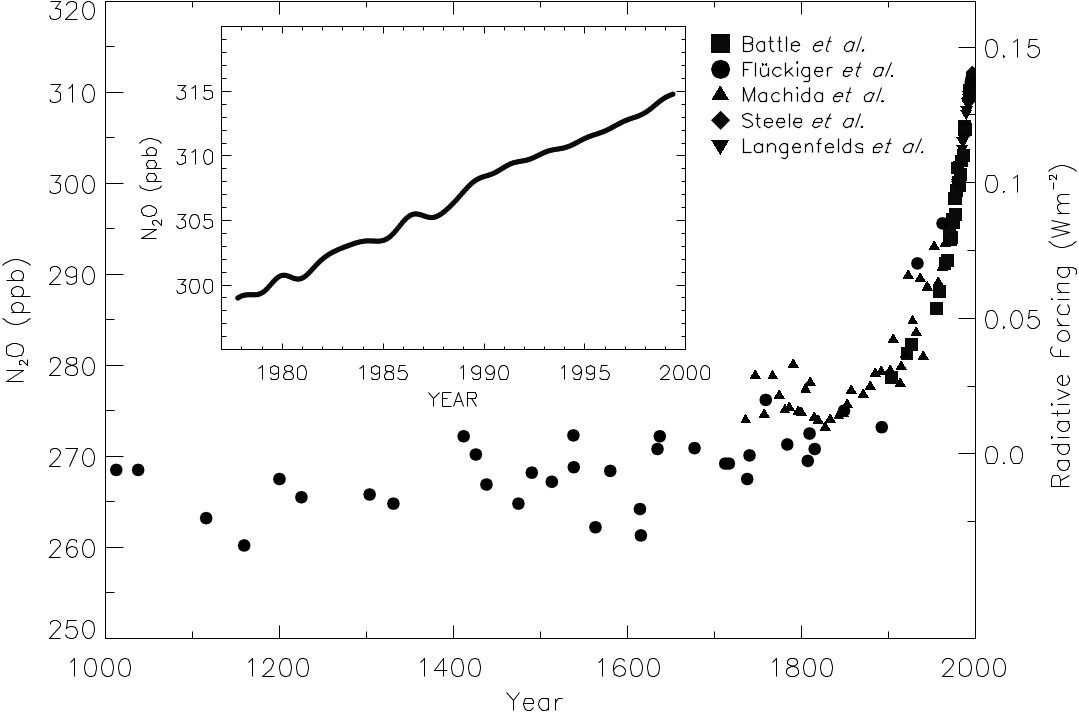 320
310
300
290
280
270
260
250
N₂O (ppb)
1000 1200 1400 1600 1800 2000
Year
315
310
305
300
N₂O (ppb)
1980 1985 1990 1995 2000
YEAR
Battle et al.
Flückiger et al.
Machida et al.
Steele et al.
Langenfelds et al.
0.15
0.1
0.05
0.0
Radiative Forcing (Wm⁻²)